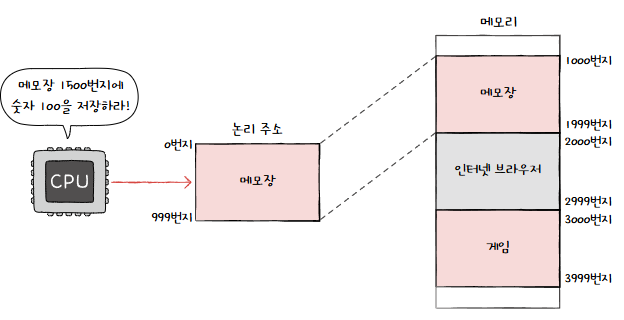 메모리
메모장 1500번지에
숫자 100을 저장하라!
CPU
논리 주소
0번지
메모장
999번지
1000번지
메모장
1999번지
2000번지
인터넷 브라우저
2999번지
3000번지
게임
3999번지